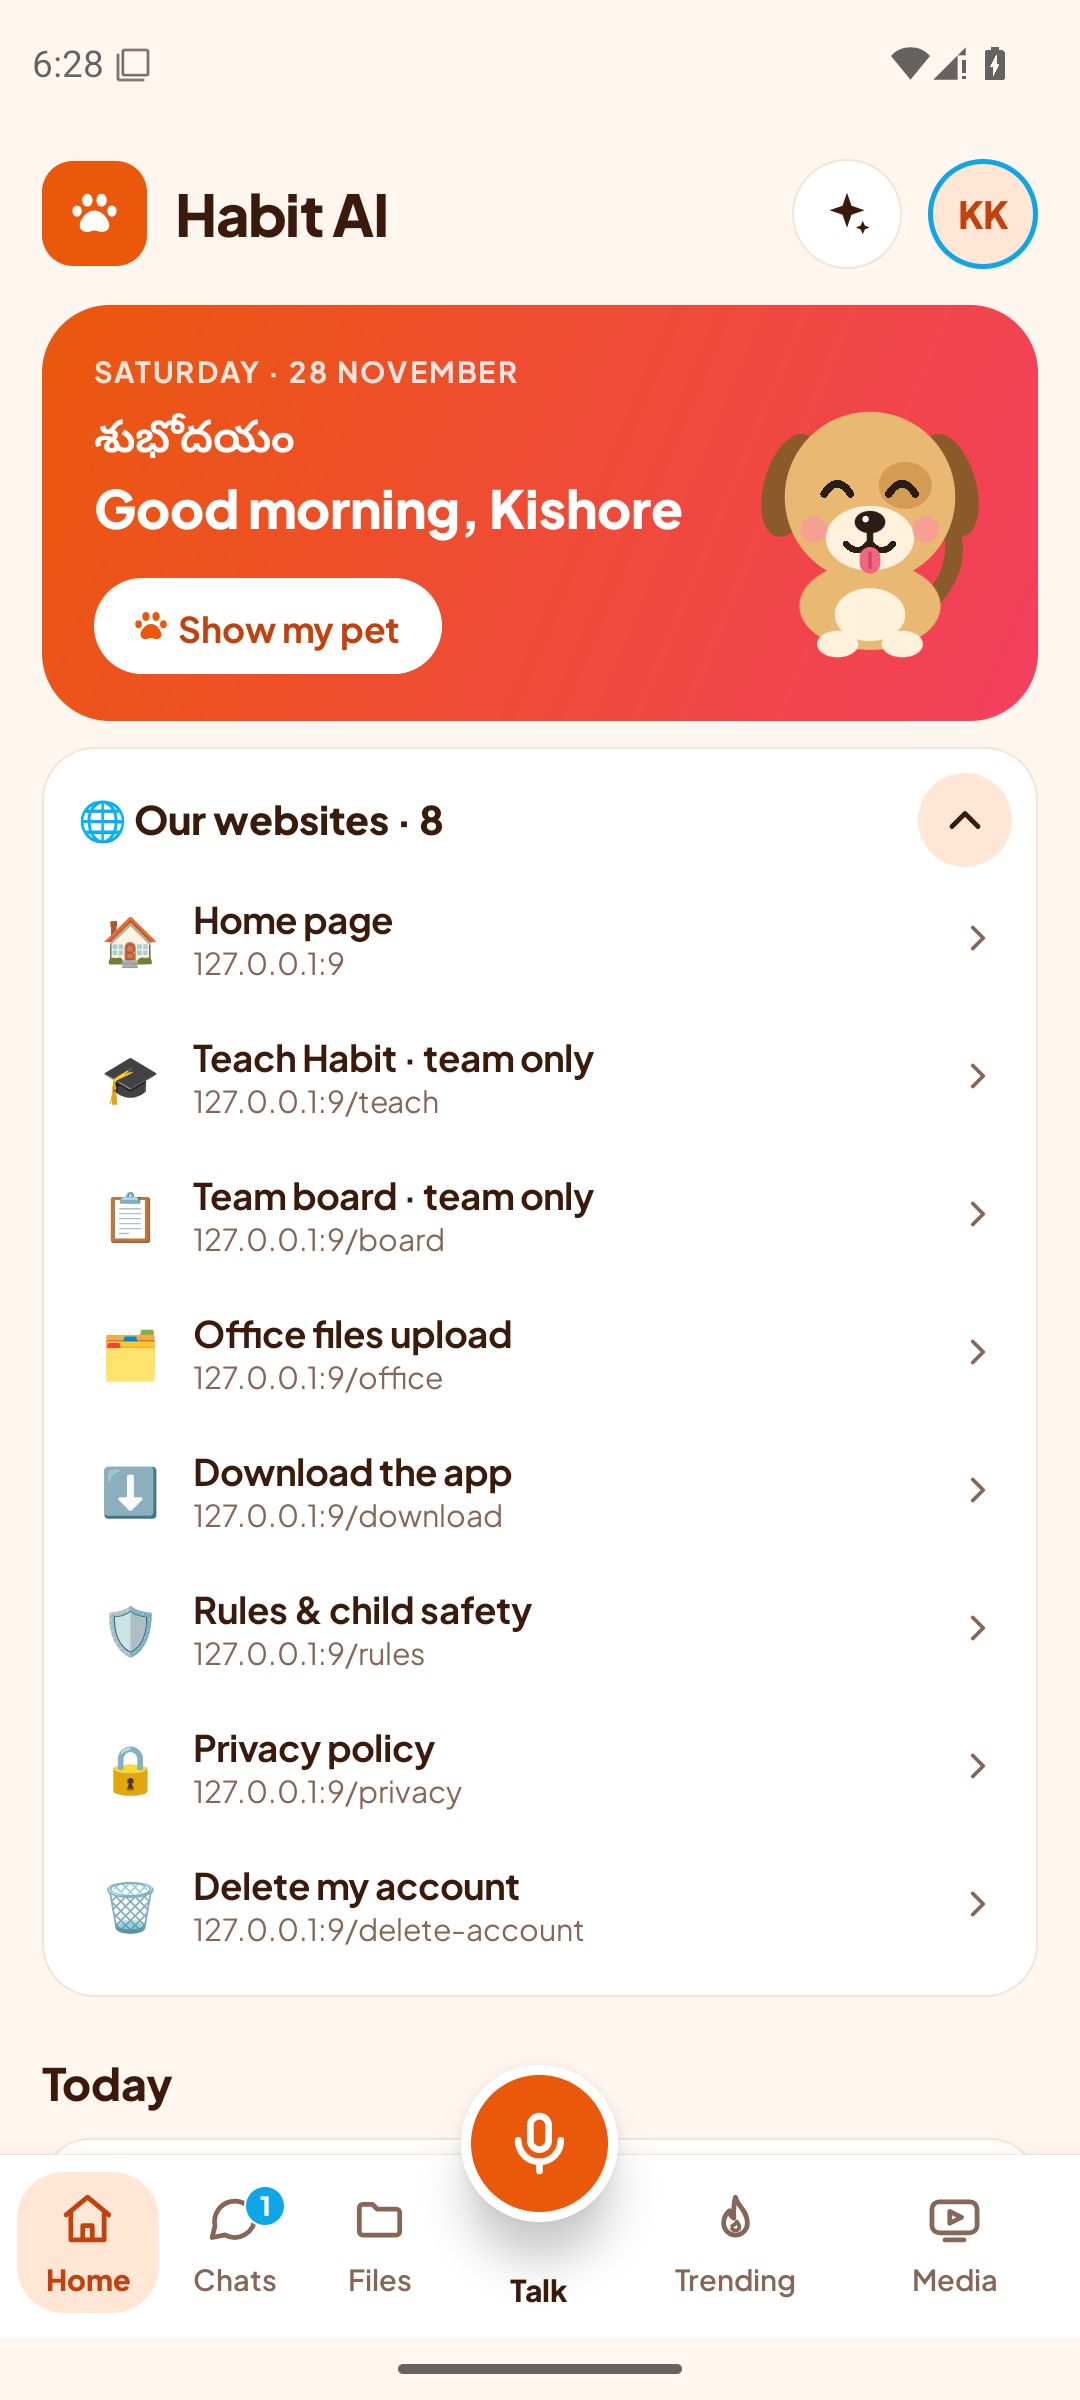 6:28
Habit AI
KK
SATURDAY · 28 NOVEMBER
శుభోదయం
Good morning, Kishore
Show my pet
Our websites · 8
Home page
127.0.0.1:9
Teach Habit · team only
127.0.0.1:9/teach
Team board · team only
127.0.0.1:9/board
Office files upload
127.0.0.1:9/office
Download the app
127.0.0.1:9/download
Rules & child safety
127.0.0.1:9/rules
Privacy policy
127.0.0.1:9/privacy
Delete my account
127.0.0.1:9/delete-account
Today
1
Home
Chats
Files
Talk
Trending
Media